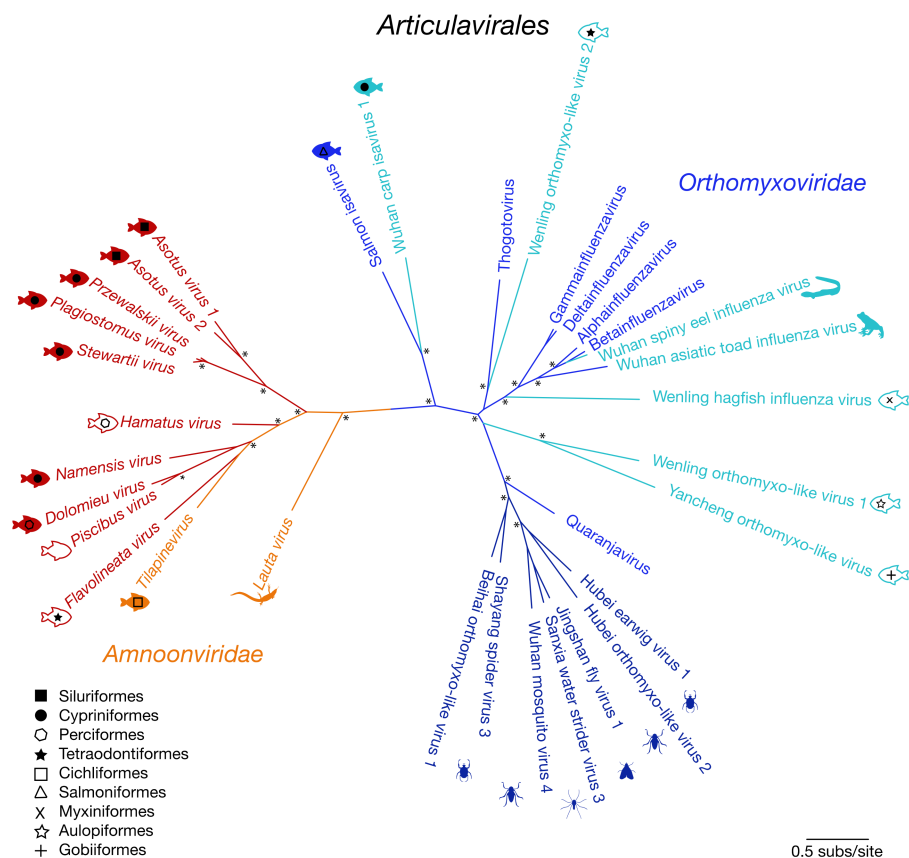 Articulavirales
Wenling orthomyxo-like virus 2
Wuhan carp isavirus 1
Salmon isavirus
Orthomyxoviridae
Thogotovirus
Gammainfluenzavirus
Deltainfluenzavirus
Alphainfluenzavirus
Betainfluenzavirus
Wuhan spiny eel influenza virus
Wuhan asiatic toad influenza virus
Wenling hagfish influenza virus
Wenling orthomyxo-like virus 1
Yancheng orthomyxo-like virus
Quaranjavirus
Hubei earwig virus 1
Hubei orthomyxo-like virus 2
Jingshan fly virus 1
Sanxia water strider virus 3
Wuhan mosquito virus 4
Shayang spider virus 3
Beihai orthomyxo-like virus 1
Asotus virus 1
Asotus virus 2
Przewalskii virus
Plagiostomus virus
Stewartii virus
Hamatus virus
Namensis virus
Dolomieu virus
Piscibus virus
Flavolineata virus
Tilapinevirus
Lauta virus
Amnoonviridae
Siluriformes
Cypriniformes
Perciformes
Tetraodontiformes
Cichliformes
Salmoniformes
Myxiniformes
Aulopiformes
Gobiiformes
0.5 subs/site